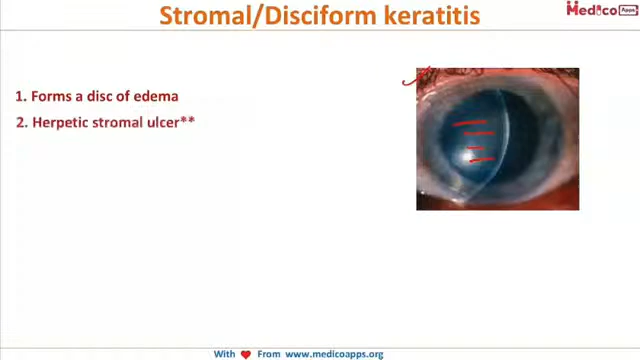 Stromal/Disciform keratitis
MedicoApps
1. Forms a disc of edema
2. Herpetic stromal ulcer**
With From www.medicoapps.org